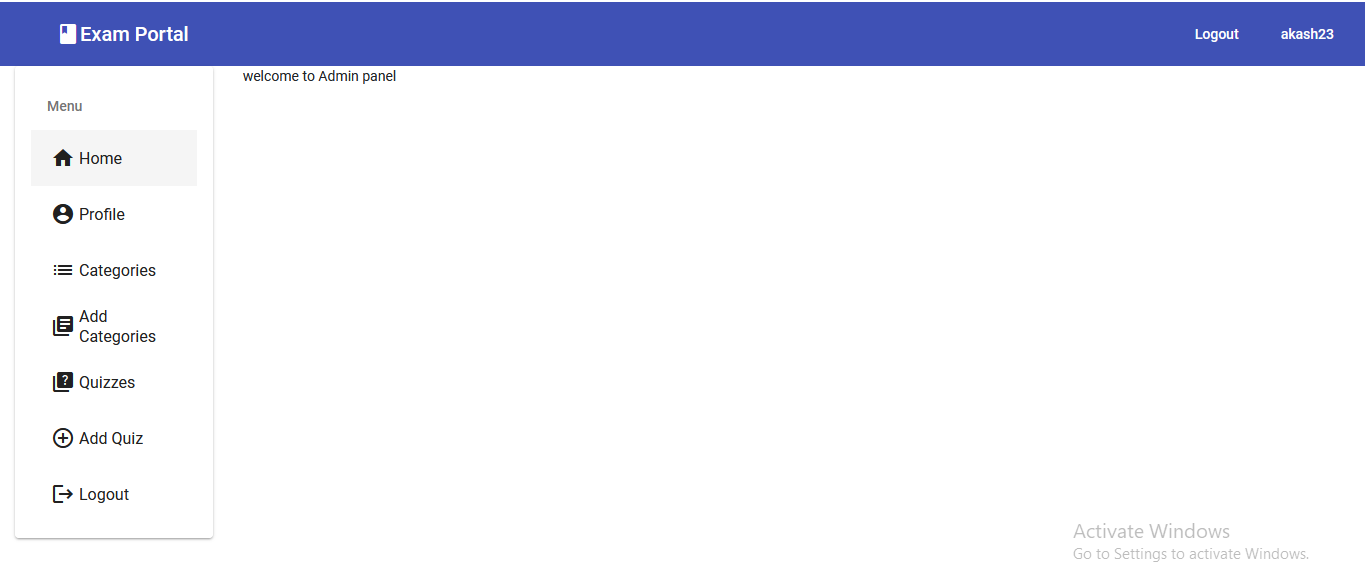 Exam Portal
Logout
akash23
welcome to Admin panel
Menu
Home
Profile
Categories
Add
Categories
?
Quizzes
Add Quiz
Logout
Activate Windows
Go to Settings to activate Windows.